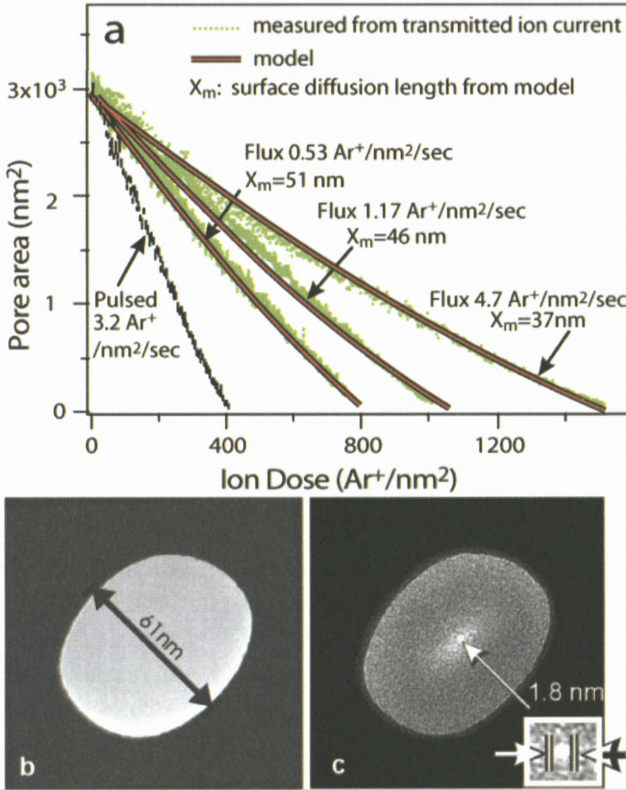 a
measured from transmitted ion current
model
Xm: surface diffusion length from model
3x10³
2
1
0
Pore area (nm²)
Flux 0.53 Ar⁺/nm²/sec
Xm=51 nm
Flux 1.17 Ar⁺/nm²/sec
Xm=46 nm
Flux 4.7 Ar⁺/nm²/sec
Xm=37nm
Pulsed
3.2 Ar⁺
/nm²/sec
0
400
800
1200
Ion Dose (Ar⁺/nm²)
61nm
b
1.8 nm
c